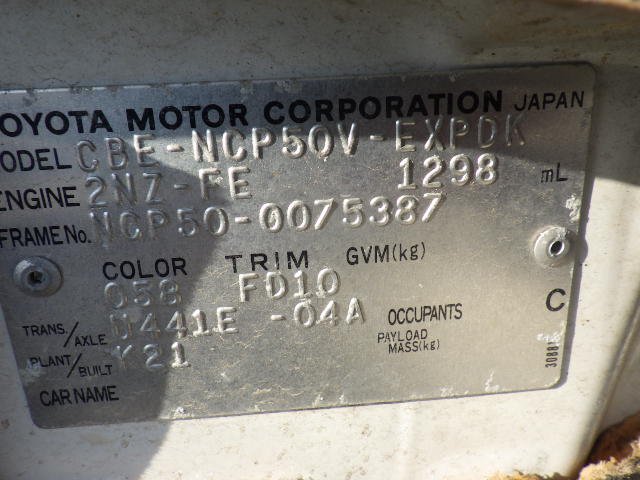 TOYOTA MOTOR CORPORATION JAPAN
MODEL CBE-NCP50V-EXPDK
ENGINE 2NZ-FE 1298 mL
FRAME No. NCP50-0075387
COLOR TRIM GVM(kg)
058 FD10 C
TRANS./AXLE U441E -04A OCCUPANTS
PLANT/BUILT K21 PAYLOAD MASS(kg)
CAR NAME